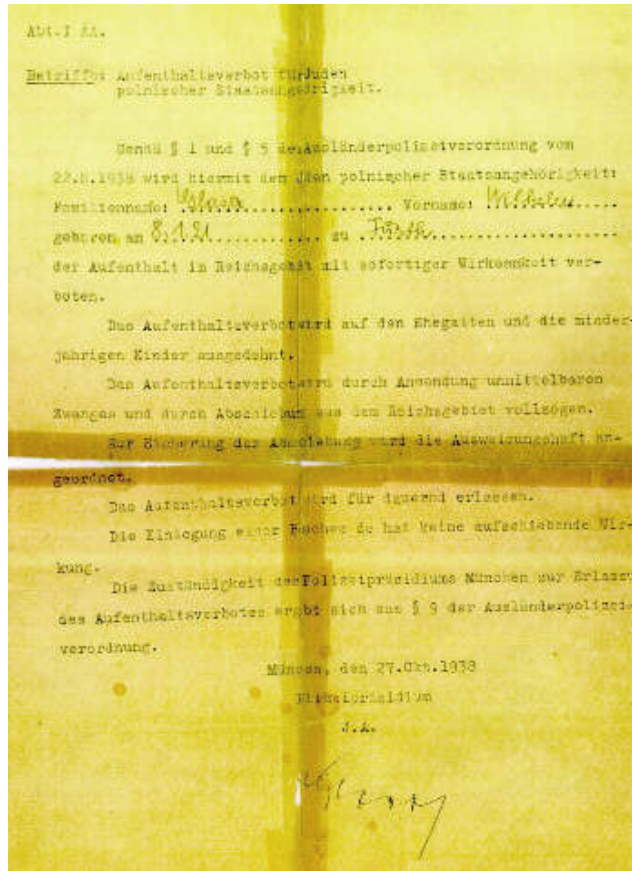 Abt.I AA.
Betrifft: Aufenthaltsverbot für Juden
polnischer Staatsangehörigkeit.
Gemäß § 1 und § 5 der Ausländerpolizeiverordnung vom
22.8.1938 wird hiermit dem Juden polnischer Staatsangehörigkeit:
Familienname: .................... Vorname: Wilhelm.....
geboren am 8.1.21............. zu ..Fürth......................
der Aufenthalt im Reichsgebiet mit sofortiger Wirksamkeit ver-
boten.
Das Aufenthaltsverbot wird auf den Ehegatten und die minder-
jährigen Kinder ausgedehnt.
Das Aufenthaltsverbot wird durch Anwendung unmittelbaren
Zwanges und durch Abschiebung aus dem Reichsgebiet vollzogen.
Zur Sicherung der Abschiebung wird die Ausweisungshaft an-
geordnet.
Das Aufenthaltsverbot wird für dauernd erlassen.
Die Einlegung einer Beschwerde hat keine aufschiebende Wir-
kung.
Die Zuständigkeit des Polizeipräsidiums München zur Erlassung
des Aufenthaltsverbotes ergibt sich aus § 9 der Ausländerpolizei-
verordnung.
München, den 27.Okt.1938
Polizeipräsidium
J.A.